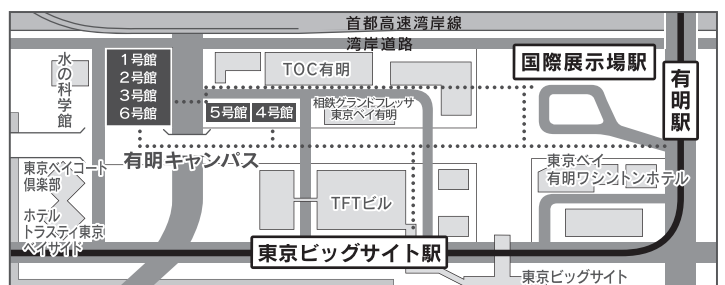 首都高速湾岸線
湾岸道路
水の科学館
1号館
2号館
3号館
6号館
TOC有明
国際展示場駅
有明駅
5号館
4号館
相鉄グランドフレッサ
東京ベイ有明
有明キャンパス
東京ベイコート
倶楽部
東京ベイ
有明ワシントンホテル
TFTビル
ホテル
トラスティ東京
ベイサイド
東京ビッグサイト駅
東京ビッグサイト